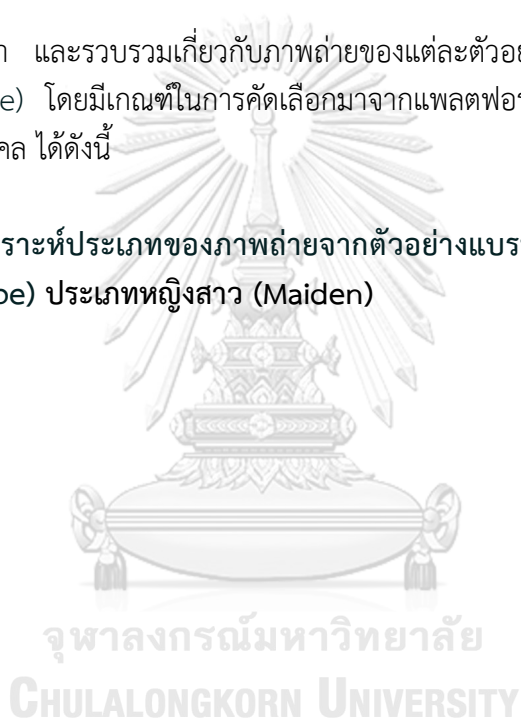 และรวบรวมเกี่ยวกับภาพถ่ายของแต่ละตัวอย
e) โดยมีเกณฑ์ในการคัดเลือกมาจากแพลตฟอร
คล ได้ดังนี้
ราะห์ประเภทของภาพถ่ายจากตัวอย่างแบร
pe) ประเภทหญิงสาว (Maiden)
จุฬาลงกรณ์มหาวิทยาลัย
CHULALONGKORN UNIVERSITY